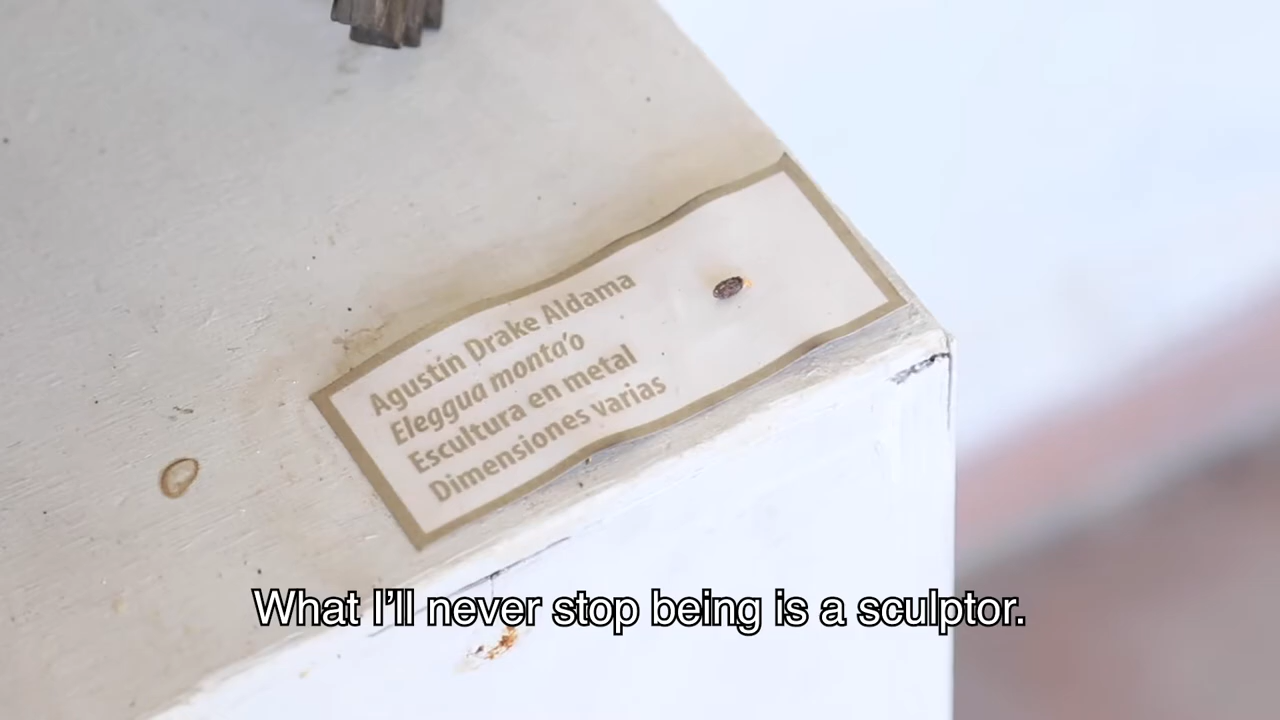 Agustín Drake Aldama
Eleggua monta'o
Escultura en metal
Dimensiones varias
What I'll never stop being is a sculptor.